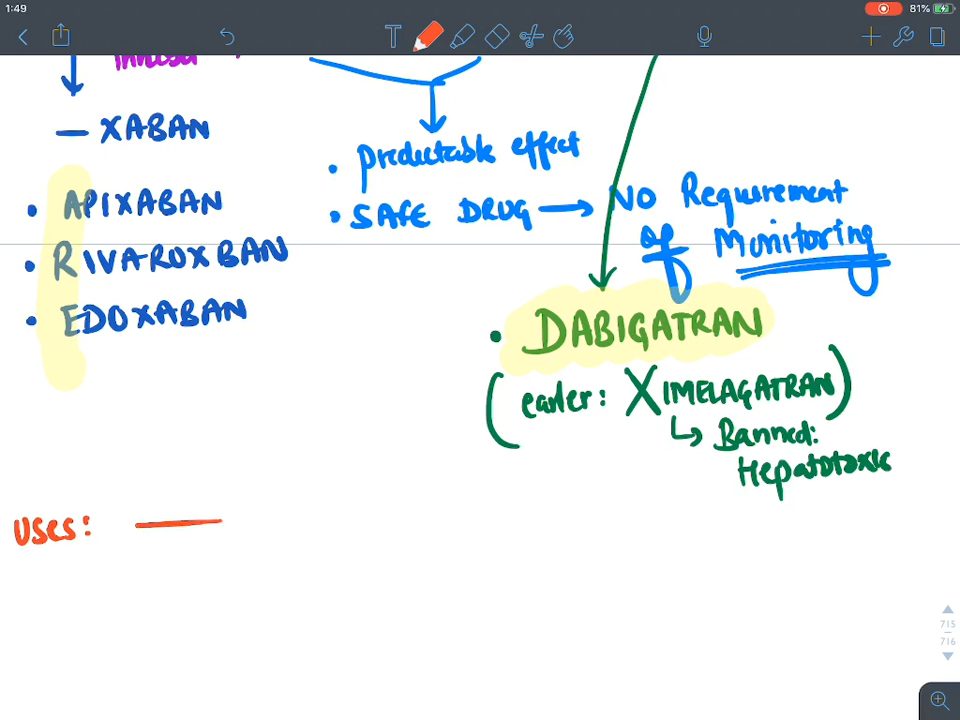 1:49
81%
T
— XABAN
• APIXABAN
• RIVAROXBAN
• EDOXABAN
• Predictable effect
• SAFE DRUG → NO Requirement
of Monitoring
• DABIGATRAN
(earlier: XIMELAGATRAN)
↳ Banned:
Hepatotoxic
Uses: —
715
716